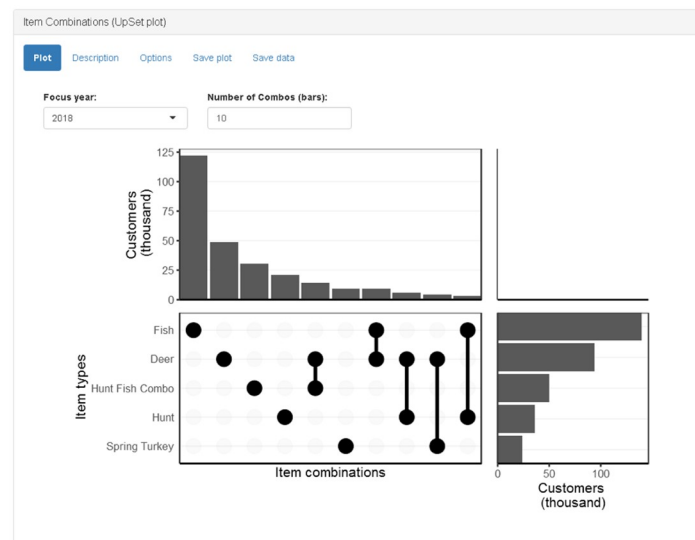 Item Combinations (UpSet plot)
Plot Description Options Save plot Save data
Focus year: Number of Combos (bars):
2018 10
125
100
75
50
25
0
Customers
(thousand)
Item types
Fish
Deer
Hunt Fish Combo
Hunt
Spring Turkey
Item combinations
0 50 100
Customers
(thousand)